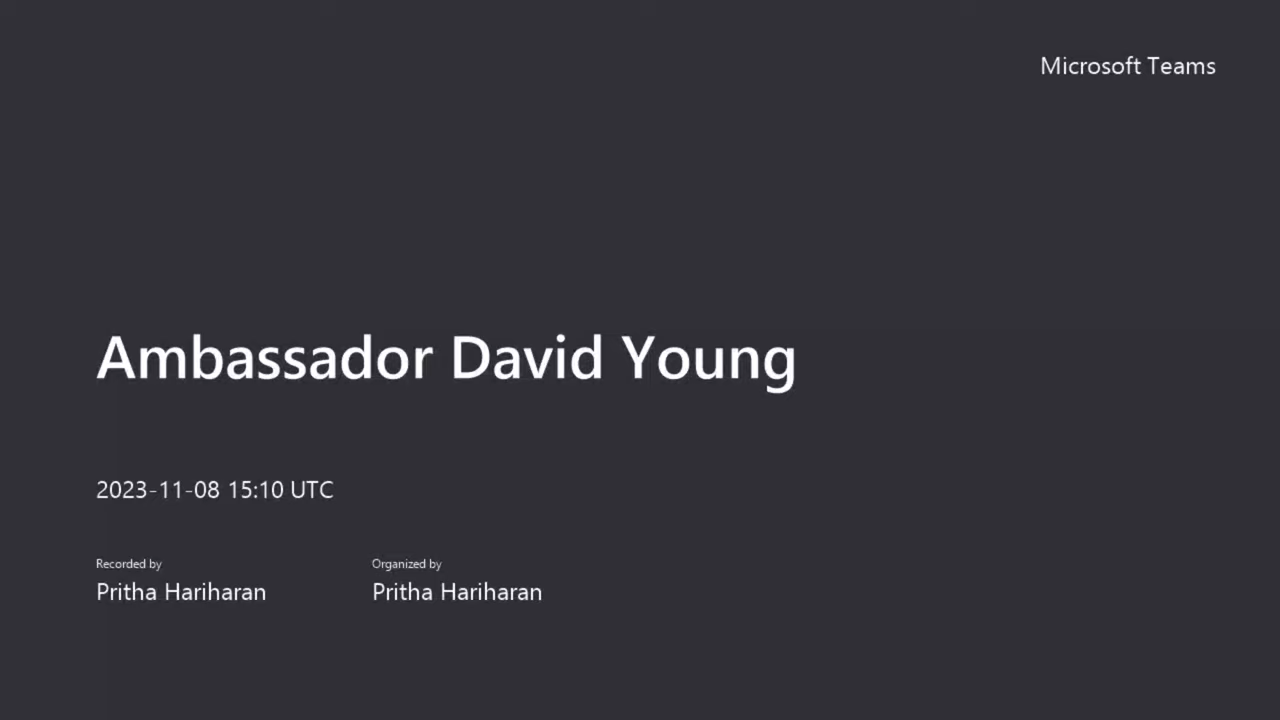 Microsoft Teams
Ambassador David Young
2023-11-08 15:10 UTC
Recorded by
Pritha Hariharan
Organized by
Pritha Hariharan